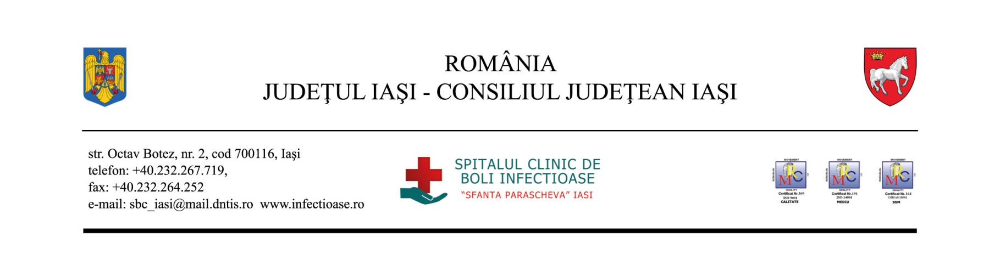 ROMÂNIA
JUDEŢUL IAŞI - CONSILIUL JUDEŢEAN IAŞI
str. Octav Botez, nr. 2, cod 700116, Iaşi
telefon: +40.232.267.719,
fax: +40.232.264.252
e-mail: sbc_iasi@mail.dntis.ro www.infectioase.ro
SPITALUL CLINIC DE
BOLI INFECTIOASE
"SFANTA PARASCHEVA" IASI
MOVEMENT
ROMANIAN
MRC
QUALITY
Certificat Nr.369
ISO 9001
CALITATE
MOVEMENT
ROMANIAN
MRC
QUALITY
Certificat Nr.191
ISO 14001
MEDIU
MOVEMENT
ROMANIAN
MRC
QUALITY
Certificat Nr.164
OHSAS 18001
SSM